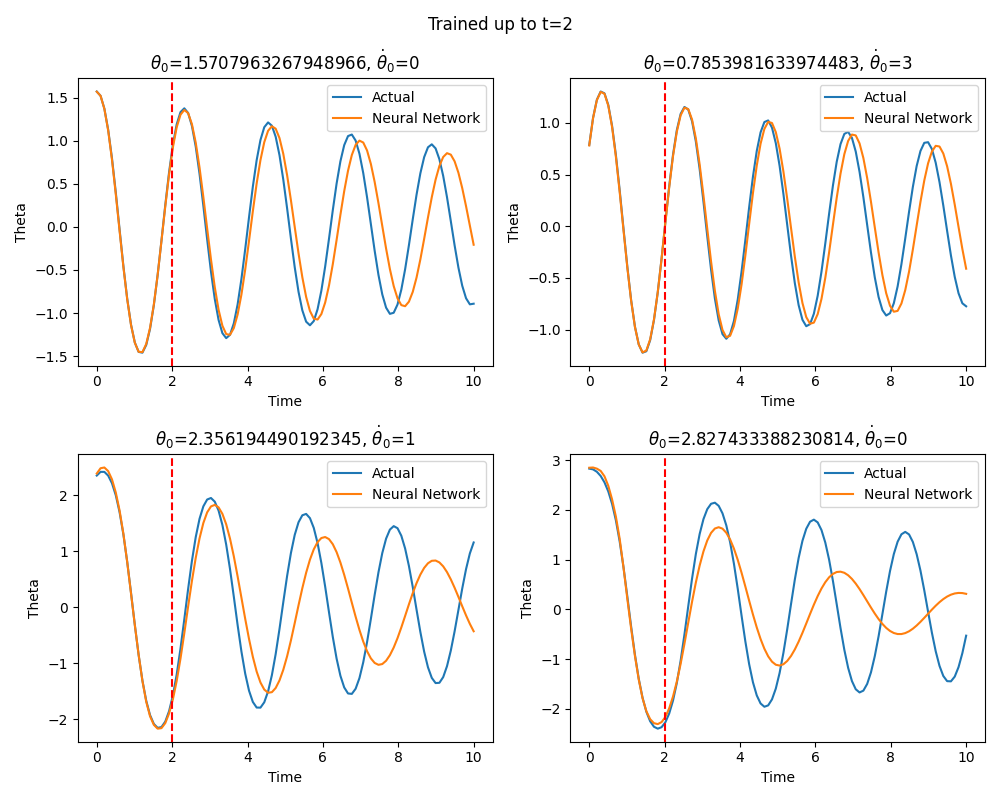 Trained up to t=2
θ₀=1.5707963267948966, θ̇₀=0
Actual
Neural Network
1.5
1.0
0.5
0.0
−0.5
−1.0
−1.5
Theta
0 2 4 6 8 10
Time
θ₀=0.7853981633974483, θ̇₀=3
Actual
Neural Network
1.0
0.5
0.0
−0.5
−1.0
Theta
0 2 4 6 8 10
Time
θ₀=2.356194490192345, θ̇₀=1
Actual
Neural Network
2
1
0
−1
−2
Theta
0 2 4 6 8 10
Time
θ₀=2.827433388230814, θ̇₀=0
Actual
Neural Network
3
2
1
0
−1
−2
Theta
0 2 4 6 8 10
Time